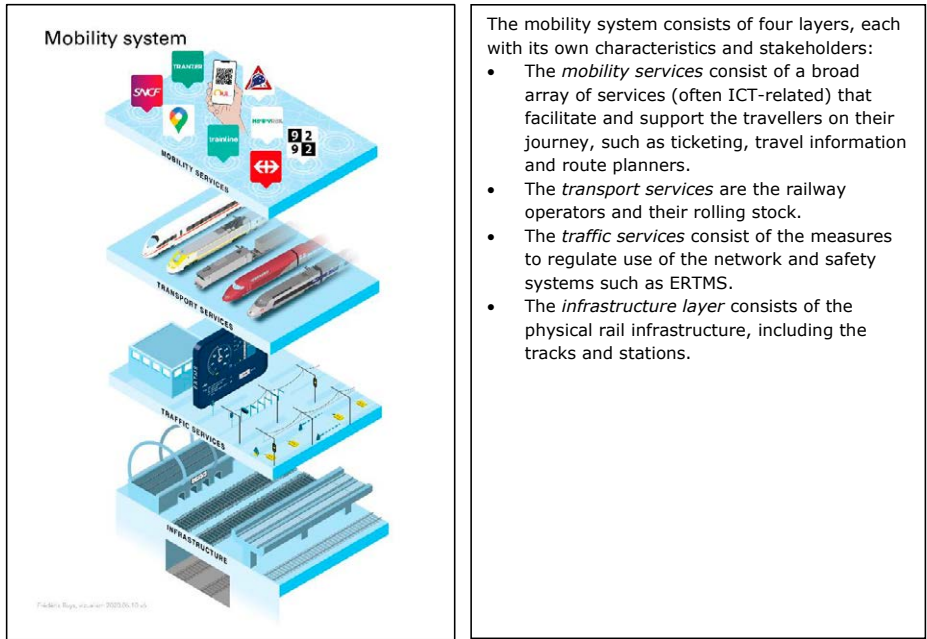 Mobility system
TRANZER
SNCF
trainline
9 2
9 2
MOBILITY SERVICES
TRANSPORT SERVICES
TRAFFIC SERVICES
INFRASTRUCTURE
The mobility system consists of four layers, each
with its own characteristics and stakeholders:
• The mobility services consist of a broad
array of services (often ICT-related) that
facilitate and support the travellers on their
journey, such as ticketing, travel information
and route planners.
• The transport services are the railway
operators and their rolling stock.
• The traffic services consist of the measures
to regulate use of the network and safety
systems such as ERTMS.
• The infrastructure layer consists of the
physical rail infrastructure, including the
tracks and stations.